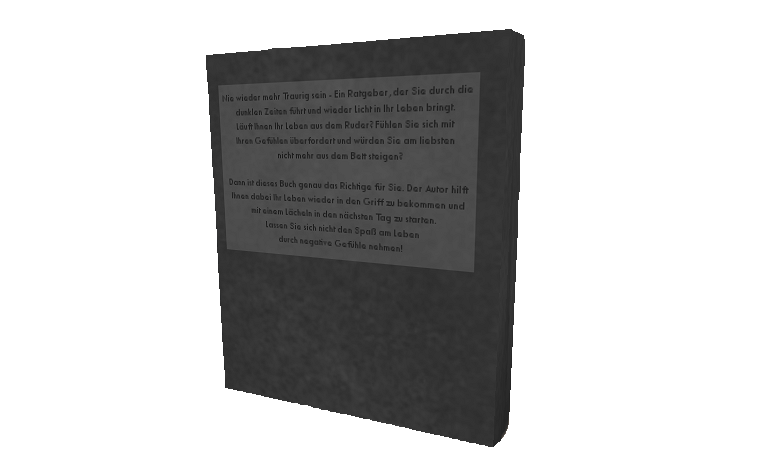 Nie wieder mehr Traurig sein - Ein Ratgeber, der Sie durch die
dunklen Zeiten führt und wieder Licht in Ihr Leben bringt.
Läuft Ihnen Ihr Leben aus dem Ruder? Fühlen Sie sich mit
Ihren Gefühlen überfordert und würden Sie am liebsten
nicht mehr aus dem Bett steigen?
Dann ist dieses Buch genau das Richtige für Sie. Der Autor hilft
Ihnen dabei Ihr Leben wieder in den Griff zu bekommen und
mit einem Lächeln in den nächsten Tag zu starten.
Lassen Sie sich nicht den Spaß am Leben
durch negative Gefühle nehmen!